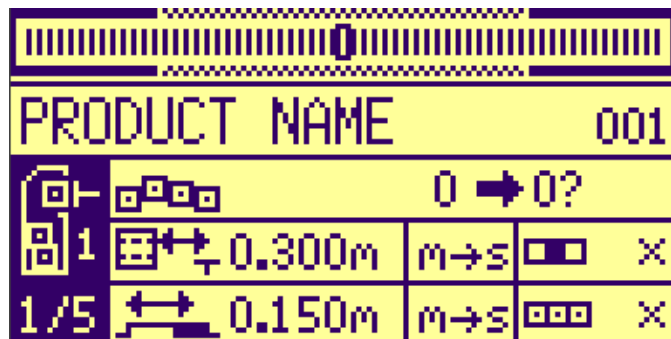 PRODUCT NAME 001
0 ➡ 0?
1 0.300m m→s X
1/5 0.150m m→s X